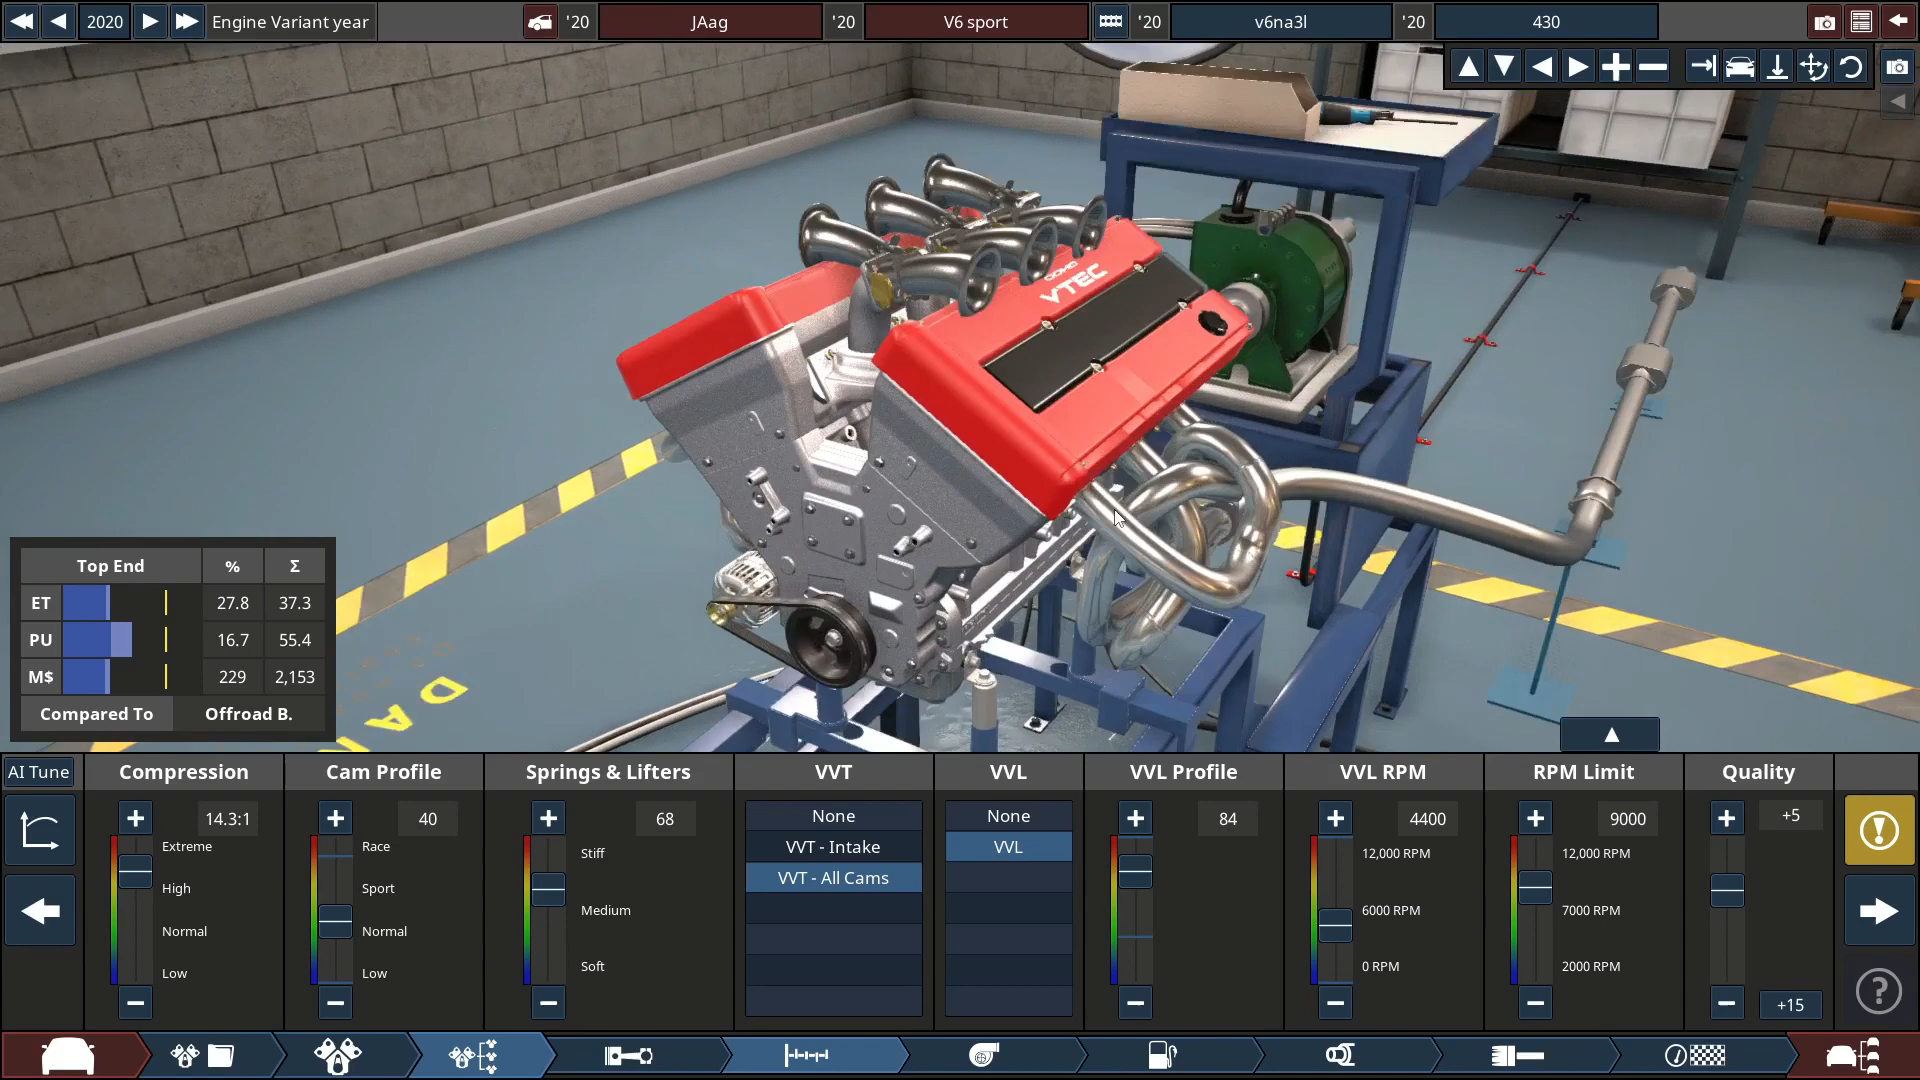 2020 Engine Variant year '20 JAag '20 V6 sport '20 v6na3l '20 430
DOHC
VTEC
DA
Top End % Σ
ET 27.8 37.3
PU 16.7 55.4
M$ 229 2,153
Compared To Offroad B.
AI Tune
Compression
14.3:1
Extreme
High
Normal
Low
Cam Profile
40
Race
Sport
Normal
Low
Springs & Lifters
68
Stiff
Medium
Soft
VVT
None
VVT - Intake
VVT - All Cams
VVL
None
VVL
VVL Profile
84
VVL RPM
4400
12,000 RPM
6000 RPM
0 RPM
RPM Limit
9000
12,000 RPM
7000 RPM
2000 RPM
Quality
+5
+15
?